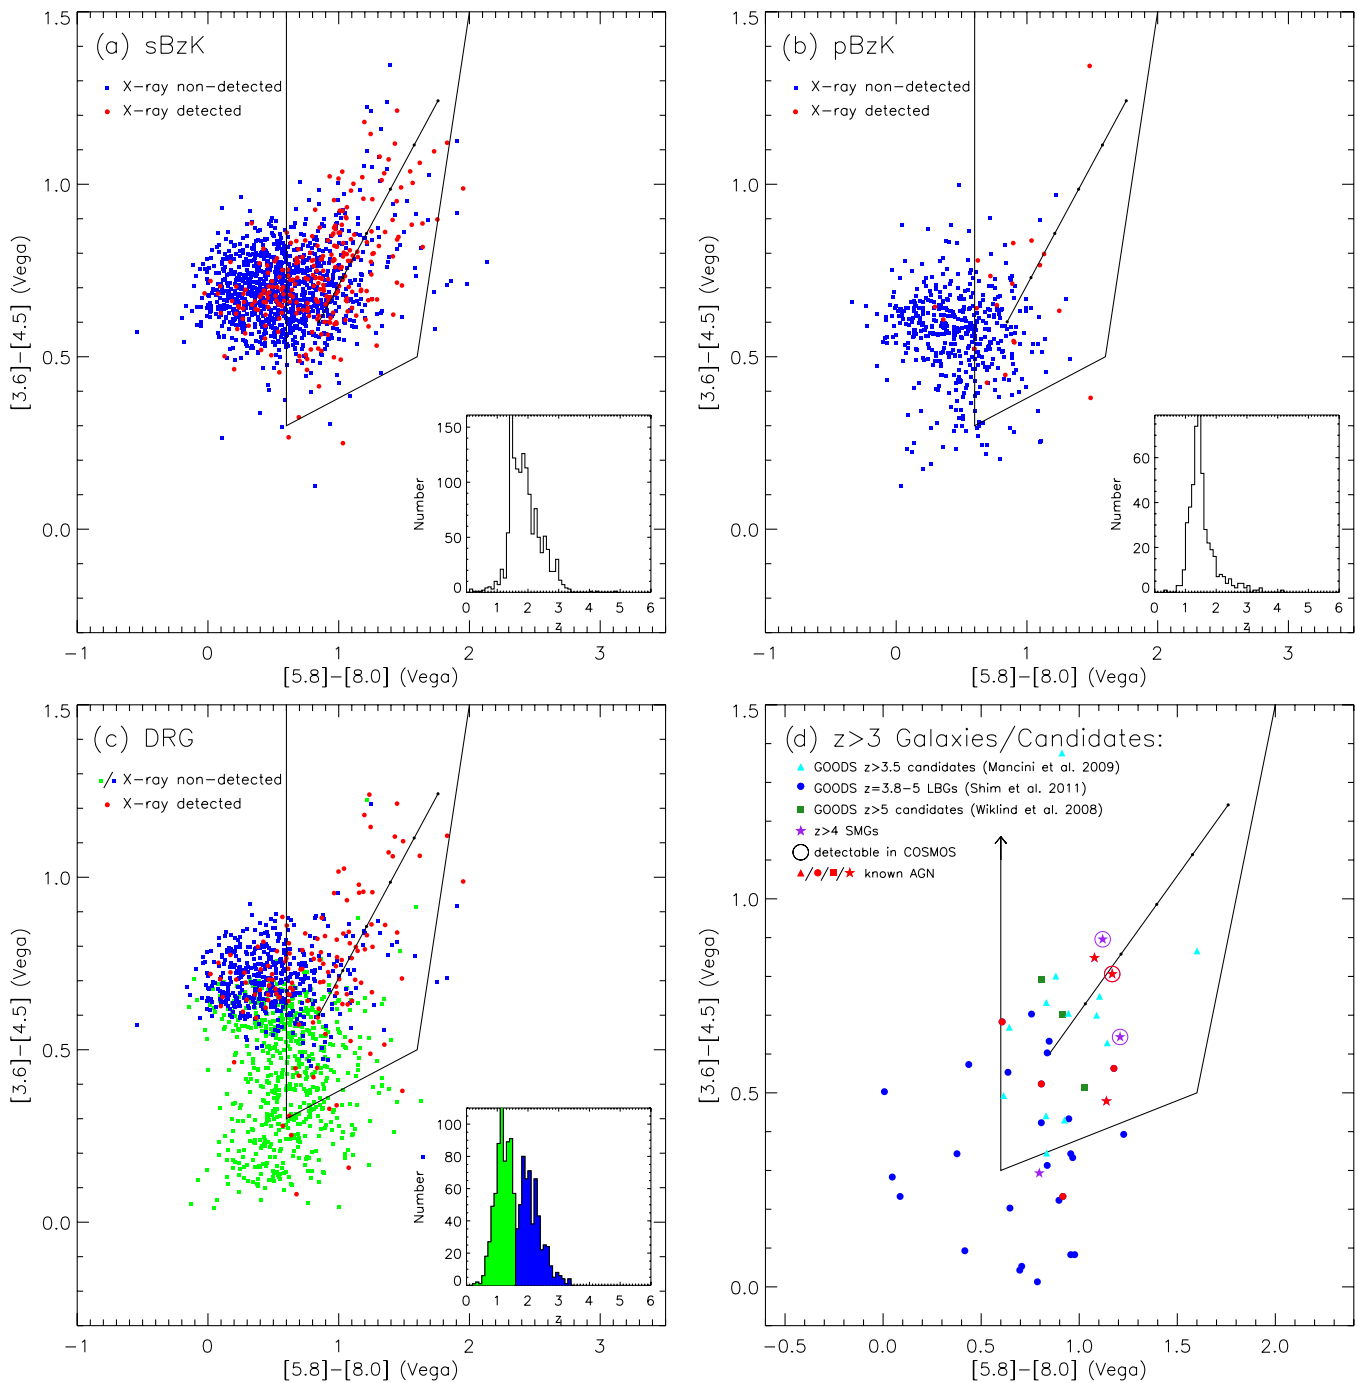 (a) sBzK
X-ray non-detected
X-ray detected
1.5
1.0
0.5
0.0
[3.6]-[4.5] (Vega)
150
100
50
0
Number
0 1 2 3 4 5 6
z
-1 0 1 2 3
[5.8]-[8.0] (Vega)
(b) pBzK
X-ray non-detected
X-ray detected
1.5
1.0
0.5
0.0
[3.6]-[4.5] (Vega)
60
40
20
0
Number
0 1 2 3 4 5 6
z
-1 0 1 2 3
[5.8]-[8.0] (Vega)
(c) DRG
/ X-ray non-detected
X-ray detected
1.5
1.0
0.5
0.0
[3.6]-[4.5] (Vega)
100
80
60
40
20
0
Number
0 1 2 3 4 5 6
z
-1 0 1 2 3
[5.8]-[8.0] (Vega)
(d) z>3 Galaxies/Candidates:
GOODS z>3.5 candidates (Mancini et al. 2009)
GOODS z=3.8-5 LBGs (Shim et al. 2011)
GOODS z>5 candidates (Wiklind et al. 2008)
z>4 SMGs
detectable in COSMOS
/ / / known AGN
1.5
1.0
0.5
0.0
[3.6]-[4.5] (Vega)
-0.5 0.0 0.5 1.0 1.5 2.0
[5.8]-[8.0] (Vega)